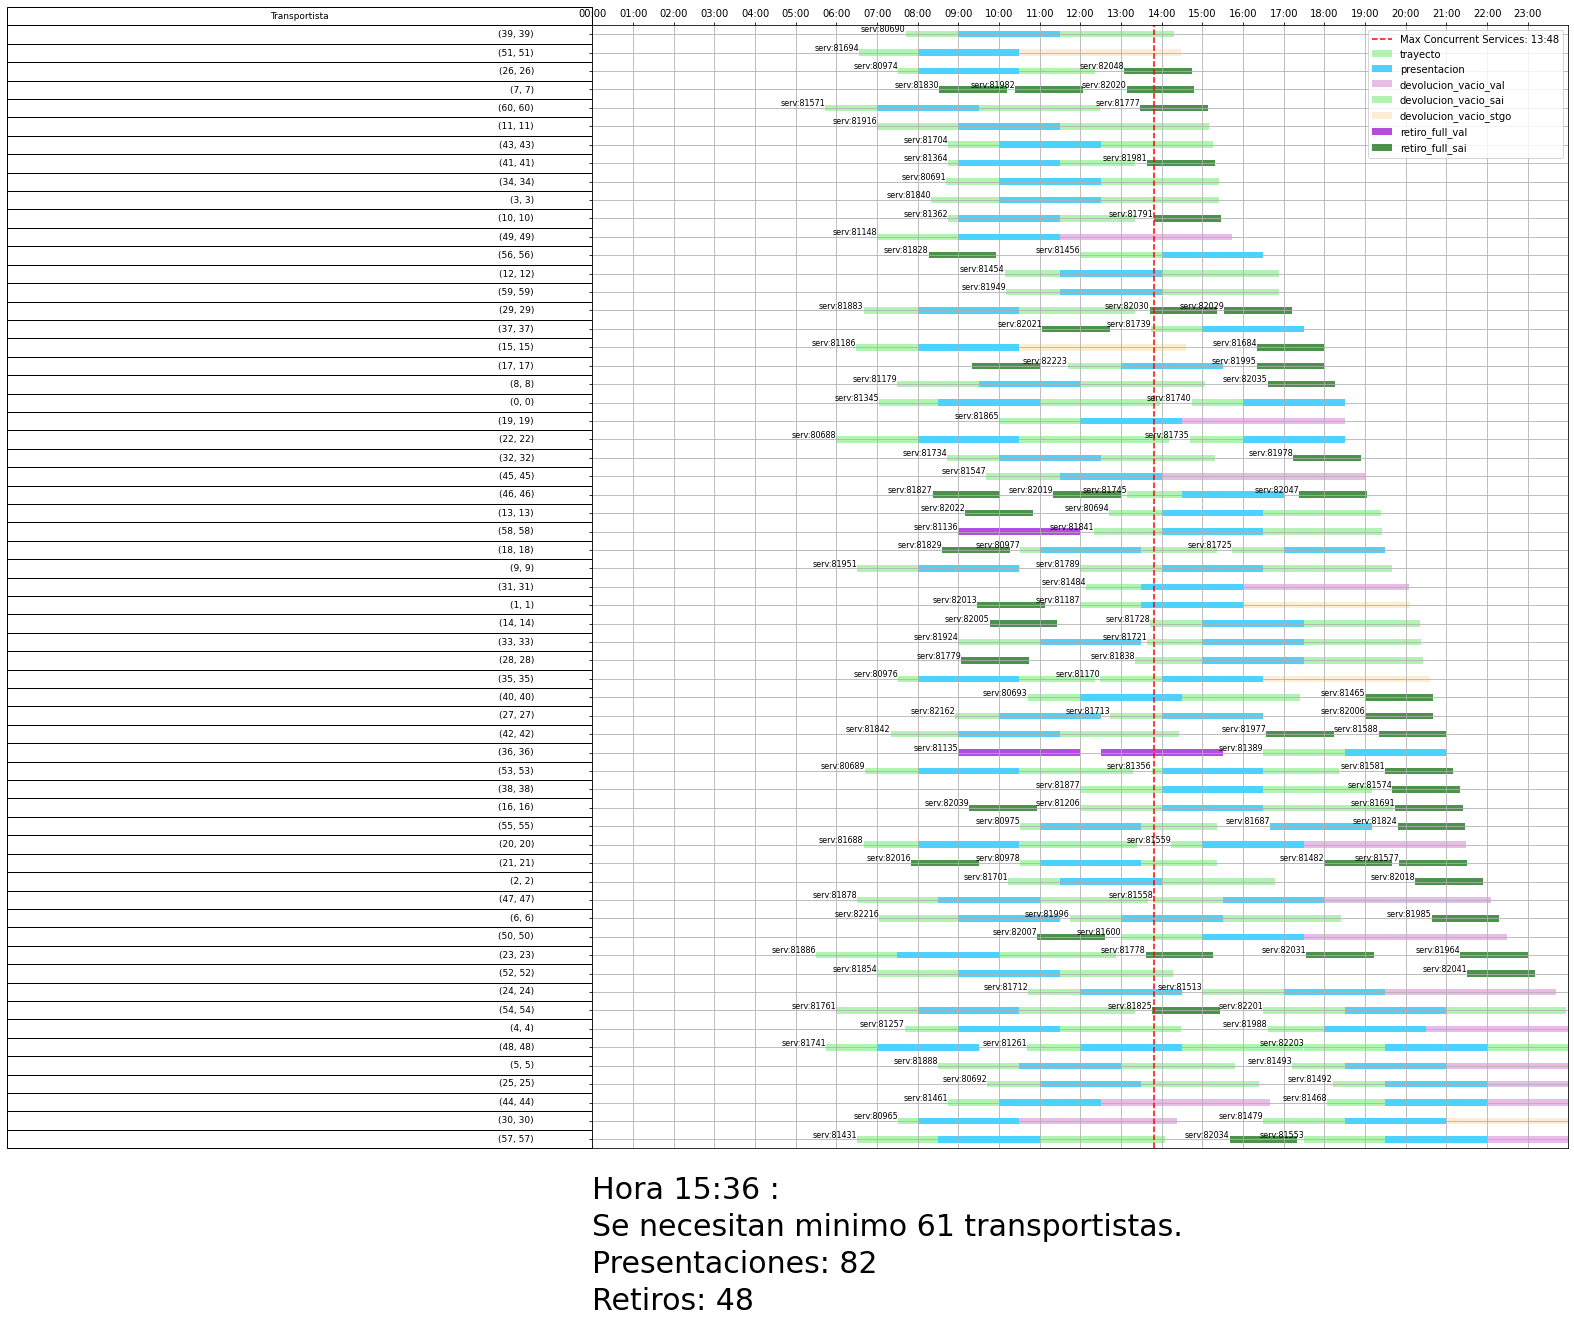 Transportista
00:00 01:00 02:00 03:00 04:00 05:00 06:00 07:00 08:00 09:00 10:00 11:00 12:00 13:00 14:00 15:00 16:00 17:00 18:00 19:00 20:00 21:00 22:00 23:00
Max Concurrent Services: 13:48
trayecto
presentacion
devolucion_vacio_val
devolucion_vacio_sai
devolucion_vacio_stgo
retiro_full_val
retiro_full_sai
(39, 39) serv:80690
(51, 51) serv:81694
(26, 26) serv:80974 serv:82048
(7, 7) serv:81830 serv:81982 serv:82020
(60, 60) serv:81571 serv:81777
(11, 11) serv:81916
(43, 43) serv:81704
(41, 41) serv:81364 serv:81981
(34, 34) serv:80691
(3, 3) serv:81840
(10, 10) serv:81362 serv:81791
(49, 49) serv:81148
(56, 56) serv:81828 serv:81456
(12, 12) serv:81454
(59, 59) serv:81949
(29, 29) serv:81883 serv:82030 serv:82029
(37, 37) serv:82021 serv:81739
(15, 15) serv:81186 serv:81684
(17, 17) serv:82223 serv:81995
(8, 8) serv:81179 serv:82035
(0, 0) serv:81345 serv:81740
(19, 19) serv:81865
(22, 22) serv:80688 serv:81735
(32, 32) serv:81734 serv:81978
(45, 45) serv:81547
(46, 46) serv:81827 serv:82019 serv:81745 serv:82047
(13, 13) serv:82022 serv:80694
(58, 58) serv:81136 serv:81841
(18, 18) serv:81829 serv:80977 serv:81725
(9, 9) serv:81951 serv:81789
(31, 31) serv:81484
(1, 1) serv:82013 serv:81187
(14, 14) serv:82005 serv:81728
(33, 33) serv:81924 serv:81721
(28, 28) serv:81779 serv:81838
(35, 35) serv:80976 serv:81170
(40, 40) serv:80693 serv:81465
(27, 27) serv:82162 serv:81713 serv:82006
(42, 42) serv:81842 serv:81977 serv:81588
(36, 36) serv:81135 serv:81389
(53, 53) serv:80689 serv:81356 serv:81581
(38, 38) serv:81877 serv:81574
(16, 16) serv:82039 serv:81206 serv:81691
(55, 55) serv:80975 serv:81687 serv:81824
(20, 20) serv:81688 serv:81559
(21, 21) serv:82016 serv:80978 serv:81482 serv:81577
(2, 2) serv:81701 serv:82018
(47, 47) serv:81878 serv:81558
(6, 6) serv:82216 serv:81996 serv:81985
(50, 50) serv:82007 serv:81600
(23, 23) serv:81886 serv:81778 serv:82031 serv:81964
(52, 52) serv:81854 serv:82041
(24, 24) serv:81712 serv:81513
(54, 54) serv:81761 serv:81825 serv:82201
(4, 4) serv:81257 serv:81988
(48, 48) serv:81741 serv:81261 serv:82203
(5, 5) serv:81888 serv:81493
(25, 25) serv:80692 serv:81492
(44, 44) serv:81461 serv:81468
(30, 30) serv:80965 serv:81479
(57, 57) serv:81431 serv:82034 serv:81553
Hora 15:36 :
Se necesitan minimo 61 transportistas.
Presentaciones: 82
Retiros: 48